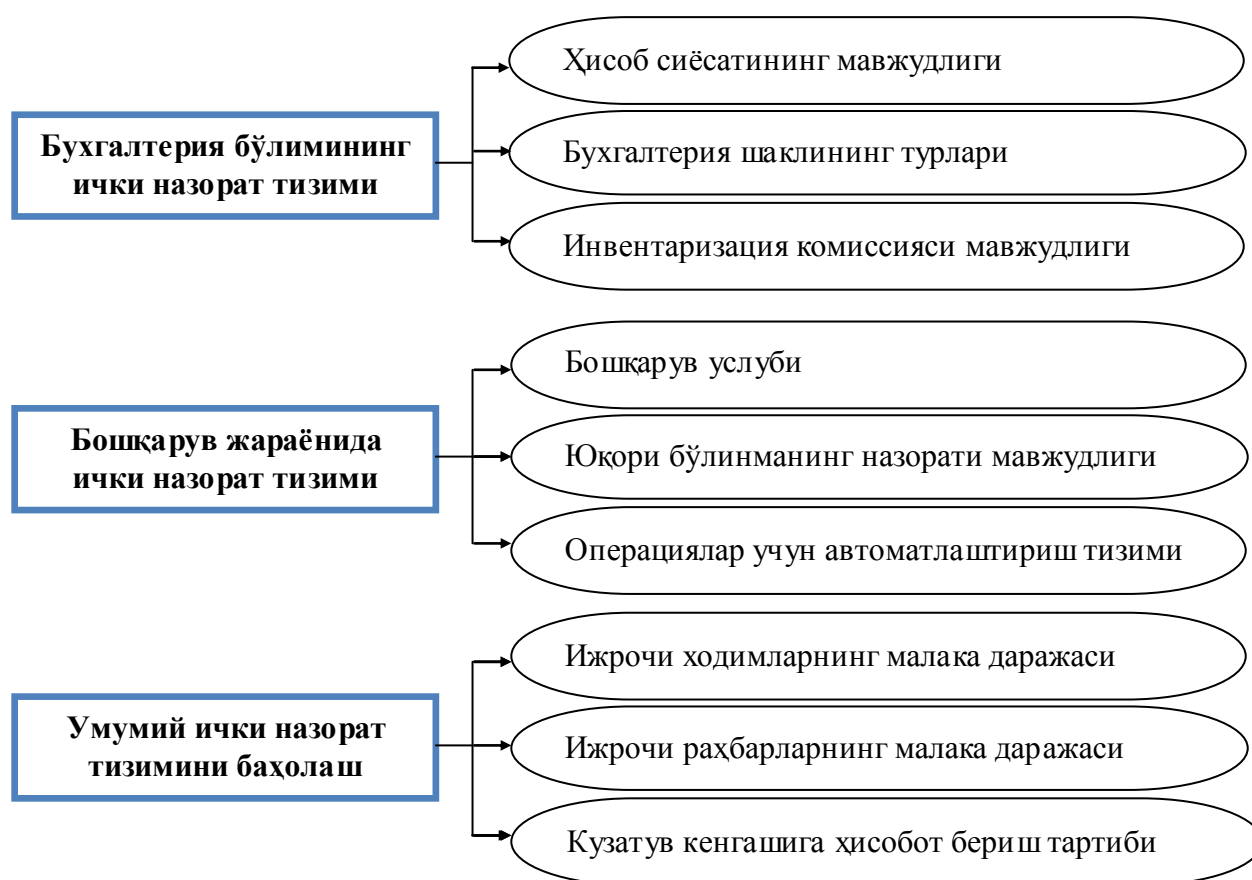 Бухгалтерия бўлимининг
ички назорат тизими
Ҳисоб сиёсатининг мавжудлиги
Бухгалтерия шаклининг турлари
Инвентаризация комиссияси мавжудлиги
Бошқарув жараёнида
ички назорат тизими
Бошқарув услуби
Юқори бўлинманинг назорати мавжудлиги
Операциялар учун автоматлаштириш тизими
Умумий ички назорат
тизимини баҳолаш
Ижрочи ходимларнинг малака даражаси
Ижрочи раҳбарларнинг малака даражаси
Кузатув кенгашига ҳисобот бериш тартиби